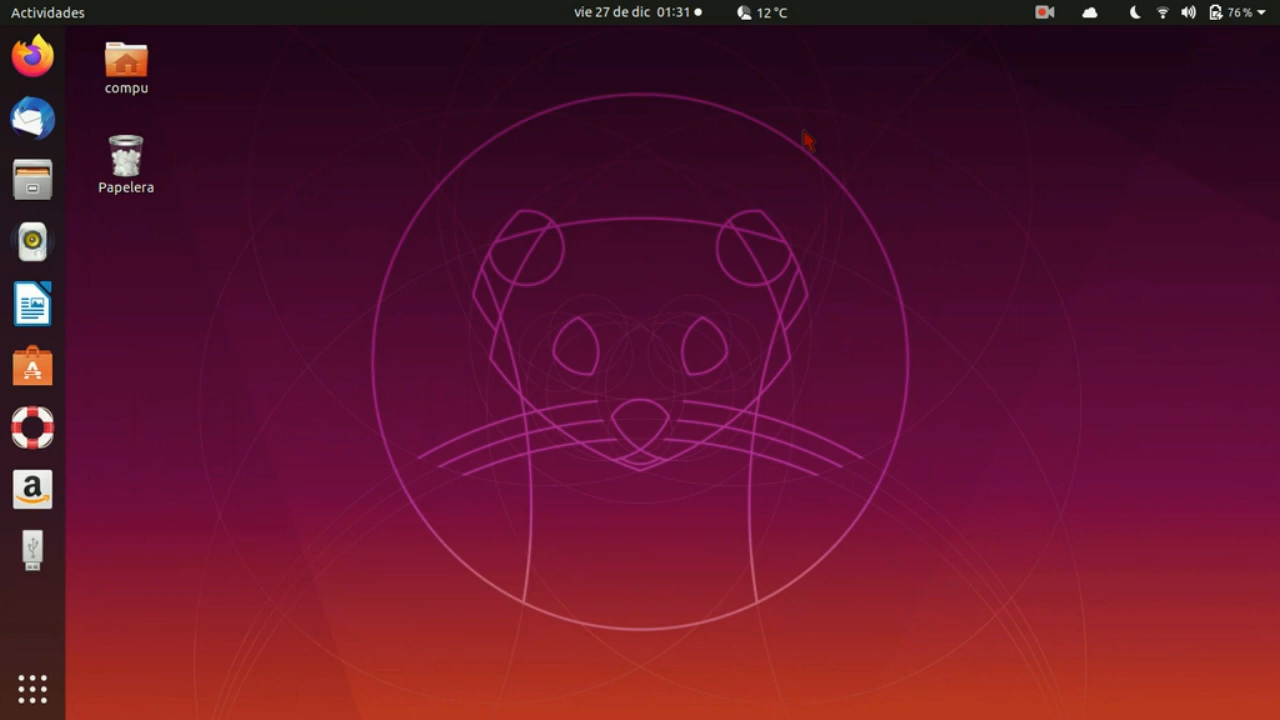 Actividades
vie 27 de dic 01:31
12 °C
76 %
compu
Papelera